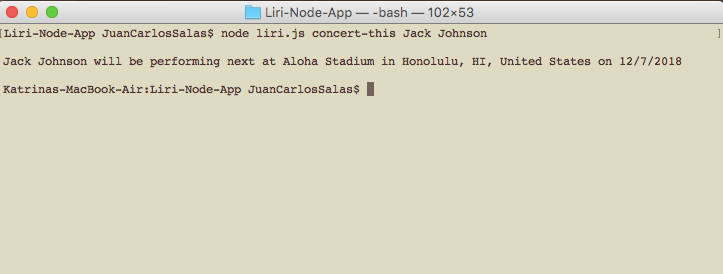 Liri-Node-App — -bash — 102×53
[Liri-Node-App JuanCarlosSalas$ node liri.js concert-this Jack Johnson ]
Jack Johnson will be performing next at Aloha Stadium in Honolulu, HI, United States on 12/7/2018
Katrinas-MacBook-Air:Liri-Node-App JuanCarlosSalas$